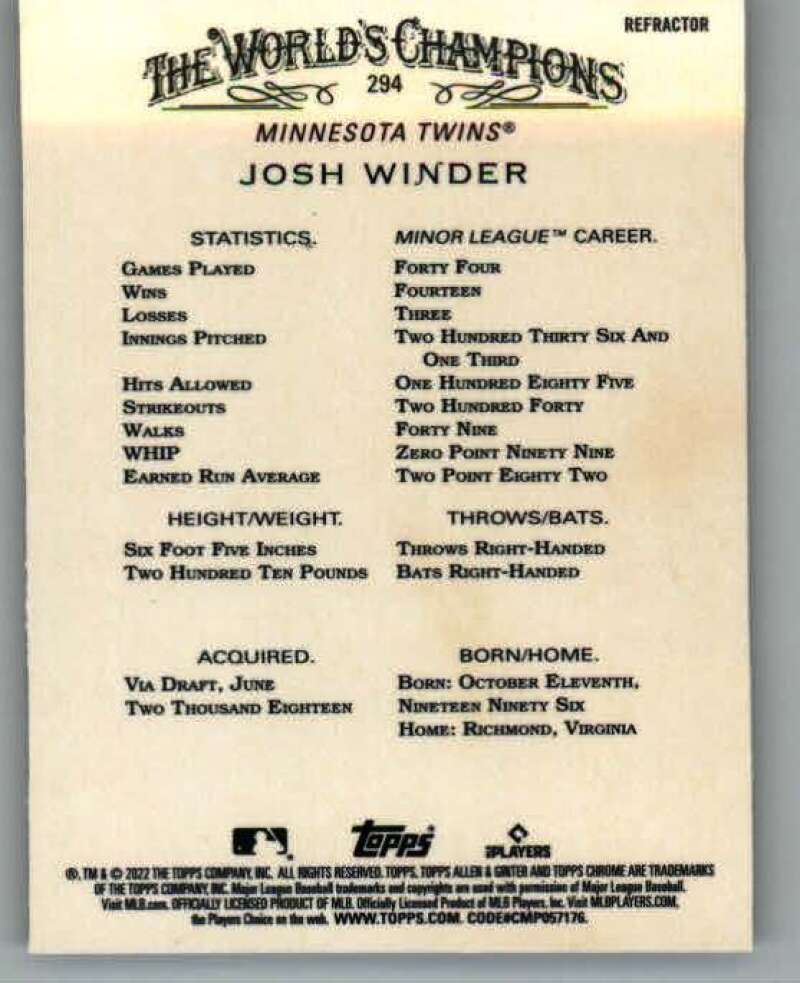 REFRACTOR
THE WORLD'S CHAMPIONS
294
MINNESOTA TWINS®
JOSH WINDER
STATISTICS. MINOR LEAGUE™ CAREER.
GAMES PLAYED FORTY FOUR
WINS FOURTEEN
LOSSES THREE
INNINGS PITCHED TWO HUNDRED THIRTY SIX AND
ONE THIRD
HITS ALLOWED ONE HUNDRED EIGHTY FIVE
STRIKEOUTS TWO HUNDRED FORTY
WALKS FORTY NINE
WHIP ZERO POINT NINETY NINE
EARNED RUN AVERAGE TWO POINT EIGHTY TWO
HEIGHT/WEIGHT. THROWS/BATS.
SIX FOOT FIVE INCHES THROWS RIGHT-HANDED
TWO HUNDRED TEN POUNDS BATS RIGHT-HANDED
ACQUIRED. BORN/HOME.
VIA DRAFT, JUNE BORN: OCTOBER ELEVENTH,
TWO THOUSAND EIGHTEEN NINETEEN NINETY SIX
HOME: RICHMOND, VIRGINIA
Topps PLAYERS
®, TM & © 2022 THE TOPPS COMPANY, INC. ALL RIGHTS RESERVED. TOPPS, TOPPS ALLEN & GINTER AND TOPPS CHROME ARE TRADEMARKS
OF THE TOPPS COMPANY, INC. Major League Baseball trademarks and copyrights are used with permission of Major League Baseball.
Visit MLB.com. OFFICIALLY LICENSED PRODUCT OF MLB. Officially Licensed Product of MLB Players, Inc. Visit MLBPLAYERS.COM,
the Players Choice on the web. WWW.TOPPS.COM. CODE#CMP057176.